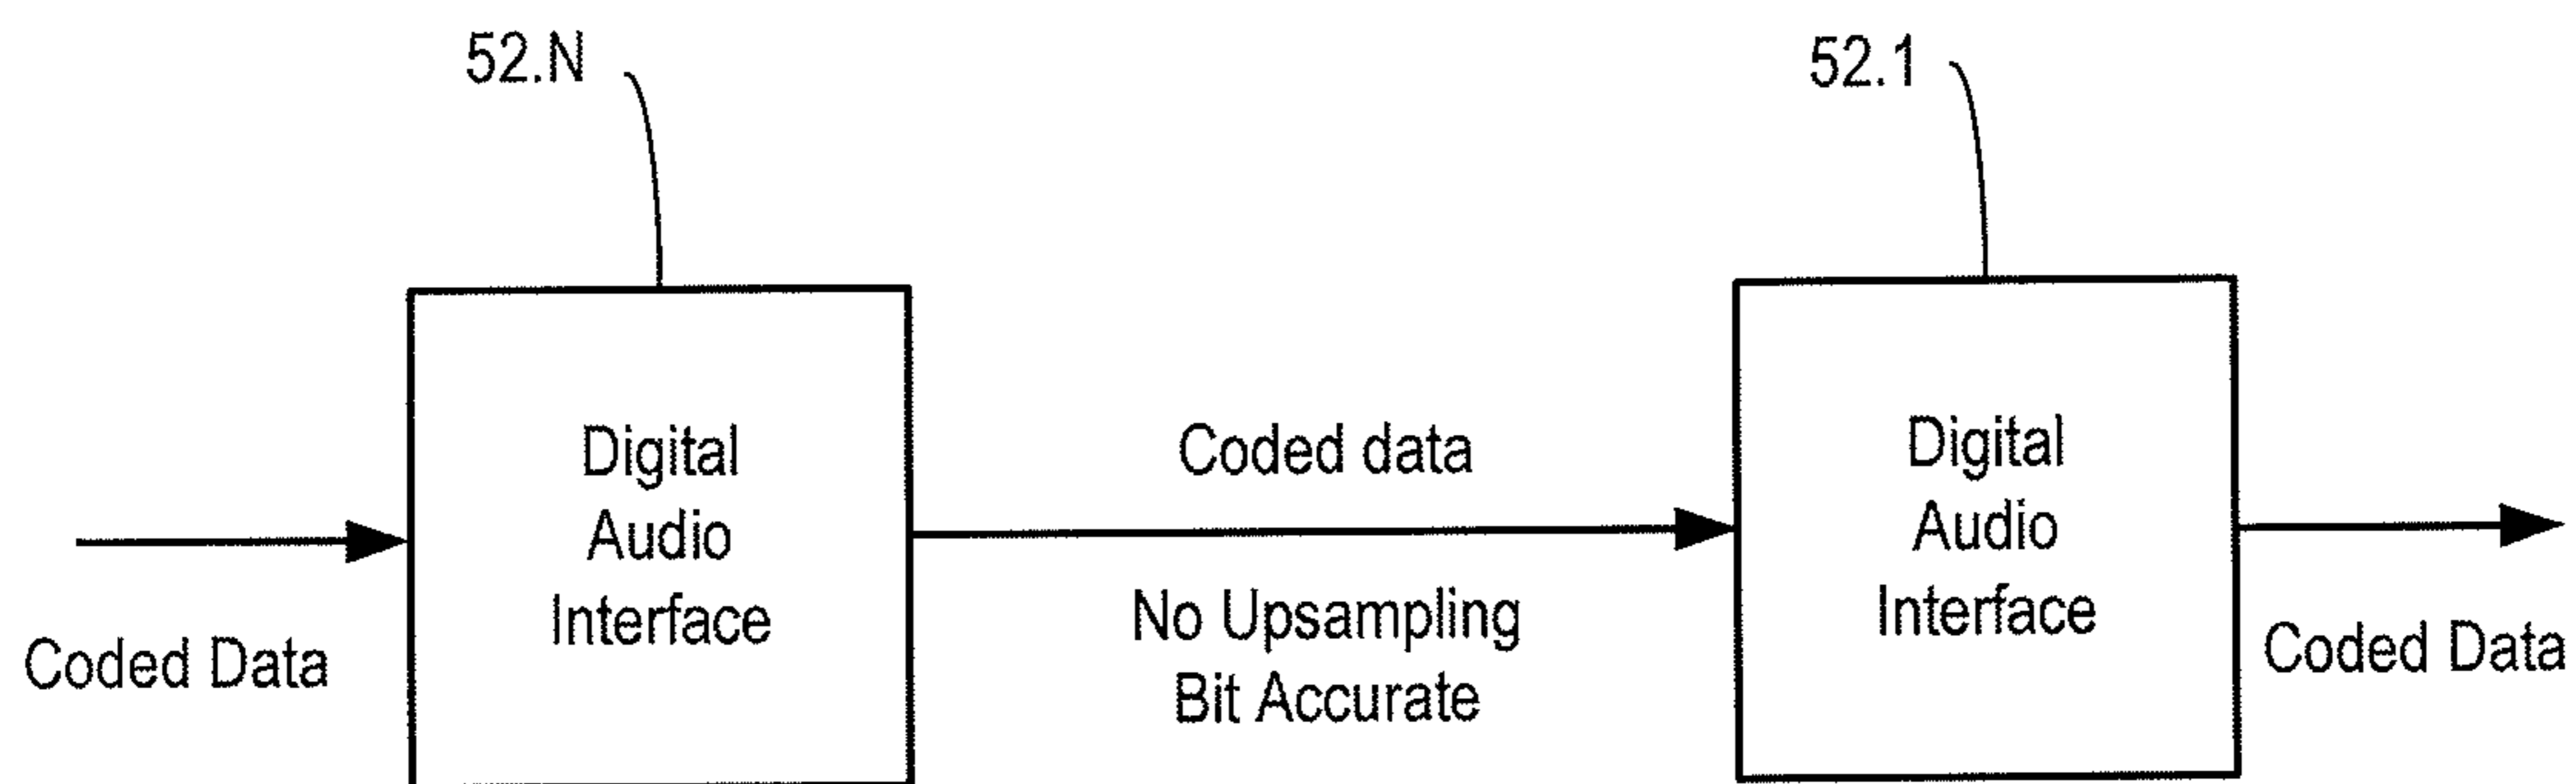 52.N
52.1
Coded Data
Digital
Audio
Interface
Coded data
No Upsampling
Bit Accurate
Digital
Audio
Interface
Coded Data